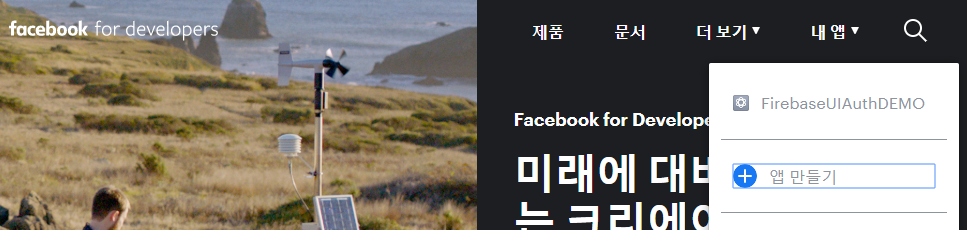 facebook for developers
제품 문서 더 보기 ▼ 내 앱 ▼
FirebaseUIAuthDEMO
Facebook for Develope
앱 만들기
미래에 대비
는 크리에이